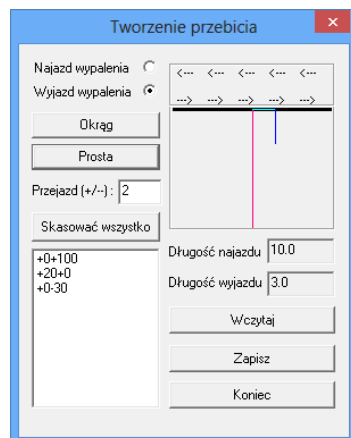 Tworzenie przebicia
x
Najazd wypalenia
Wyjazd wypalenia
Okrąg
Prosta
Przejazd (+/--) : 2
Skasować wszystko
+0+100
+20+0
+0-30
<--- <--- <--- <--- <---
---> ---> ---> ---> --->
Długość najazdu 10.0
Długość wyjazdu 3.0
Wczytaj
Zapisz
Koniec